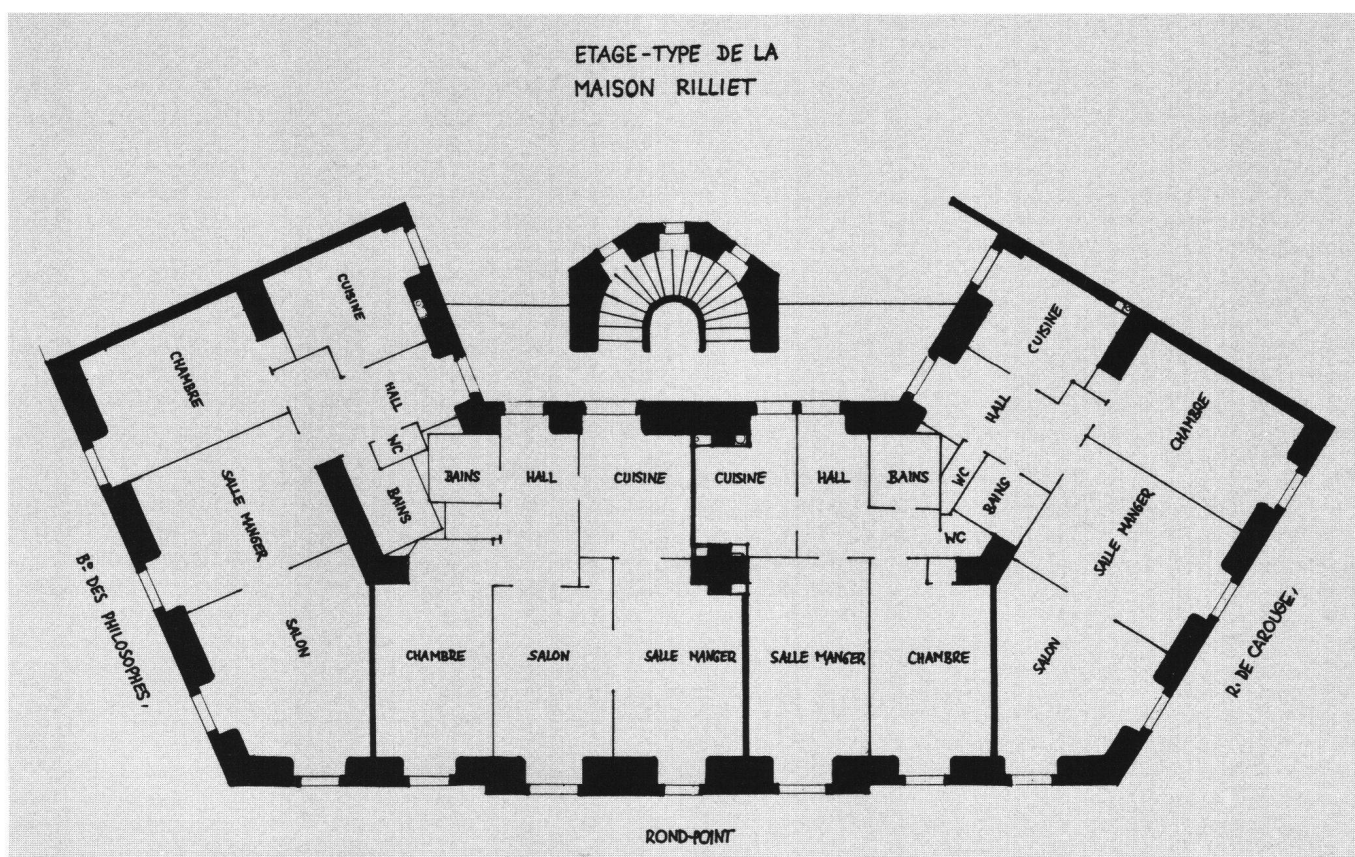 ETAGE-TYPE DE LA
MAISON RILLIET
CUISINE
CHAMBRE
HALL
WC
BAINS
SALLE MANGER
SALON
Bᵈ DES PHILOSOPHES,
BAINS
HALL
CUISINE
CHAMBRE
SALON
SALLE MANGER
CUISINE
HALL
BAINS
WC
SALLE MANGER
CHAMBRE
CUISINE
HALL
CHAMBRE
WC
BAINS
SALLE MANGER
SALON
R. DE CAROUGE,
ROND-POINT